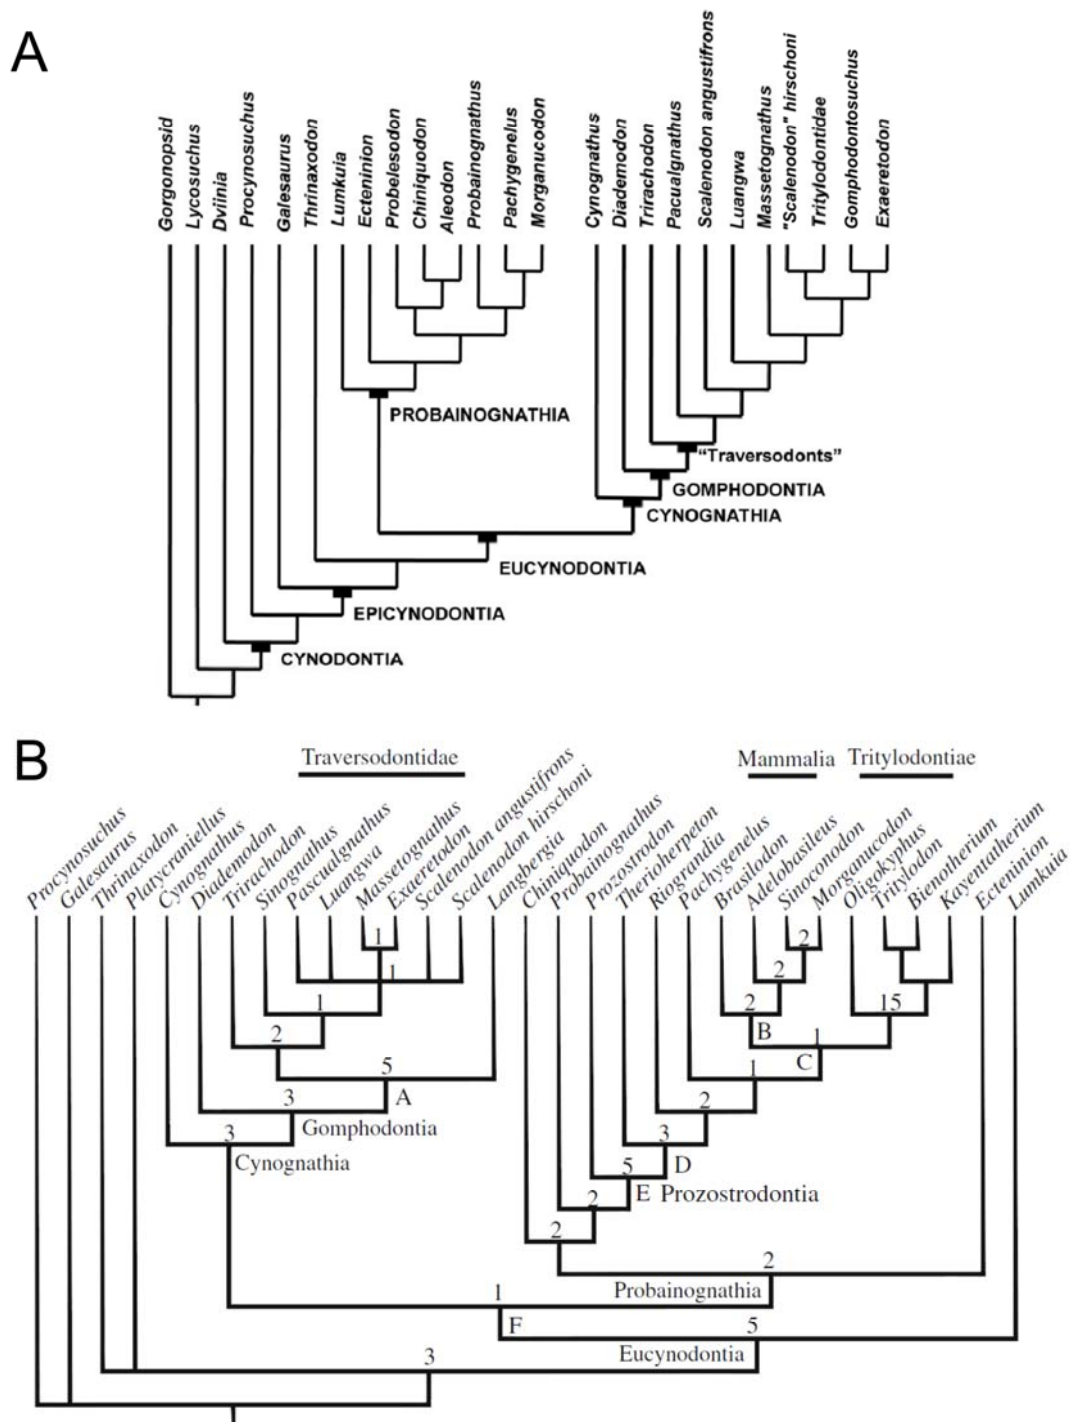 A
Gorgonopsid
Lycosuchus
Dviinia
Procynosuchus
Galesaurus
Thrinaxodon
Lumkuia
Ecteninion
Probelesodon
Chiniquodon
Aleodon
Probainognathus
Pachygenelus
Morganucodon
Cynognathus
Diademodon
Trirachodon
Pacualgnathus
Scalenodon angustifrons
Luangwa
Massetognathus
"Scalenodon" hirschoni
Tritylodontidae
Gomphodontosuchus
Exaeretodon
PROBAINOGNATHIA
“Traversodonts”
GOMPHODONTIA
CYNOGNATHIA
EUCYNODONTIA
EPICYNODONTIA
CYNODONTIA
B
Traversodontidae
Mammalia
Tritylodontiae
Procynosuchus
Galesaurus
Thrinaxodon
Platycraniellus
Cynognathus
Diademodon
Trirachodon
Sinognathus
Pascualgnathus
Luangwa
Massetognathus
Exaeretodon
Scalenodon angustifrons
Scalenodon hirschoni
Langbergia
Chiniquodon
Probainognathus
Prozostrodon
Therioherpeton
Riograndia
Pachygenelus
Brasilodon
Adelobasileus
Sinoconodon
Morganucodon
Oligokyphus
Tritylodon
Bienotherium
Kayentatherium
Ecteninion
Lumkuia
1
2
1
2
1
2
15
2
B
1
5
C
1
3
A
2
Gomphodontia
3
3
D
Cynognathia
5
E Prozostrodontia
2
2
2
1
Probainognathia
F
5
3
Eucynodontia